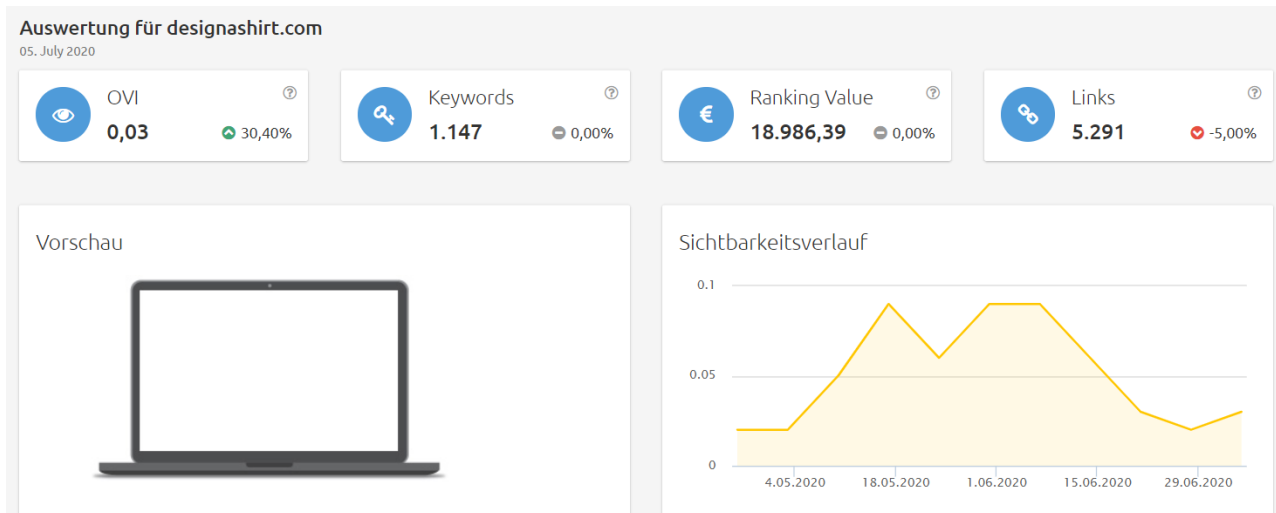 Auswertung für designashirt.com
05. July 2020
OVI
0,03
30,40%
Keywords
1.147
0,00%
Ranking Value
18.986,39
0,00%
Links
5.291
-5,00%
Vorschau
Sichtbarkeitsverlauf
0.1
0.05
0
4.05.2020 18.05.2020 1.06.2020 15.06.2020 29.06.2020